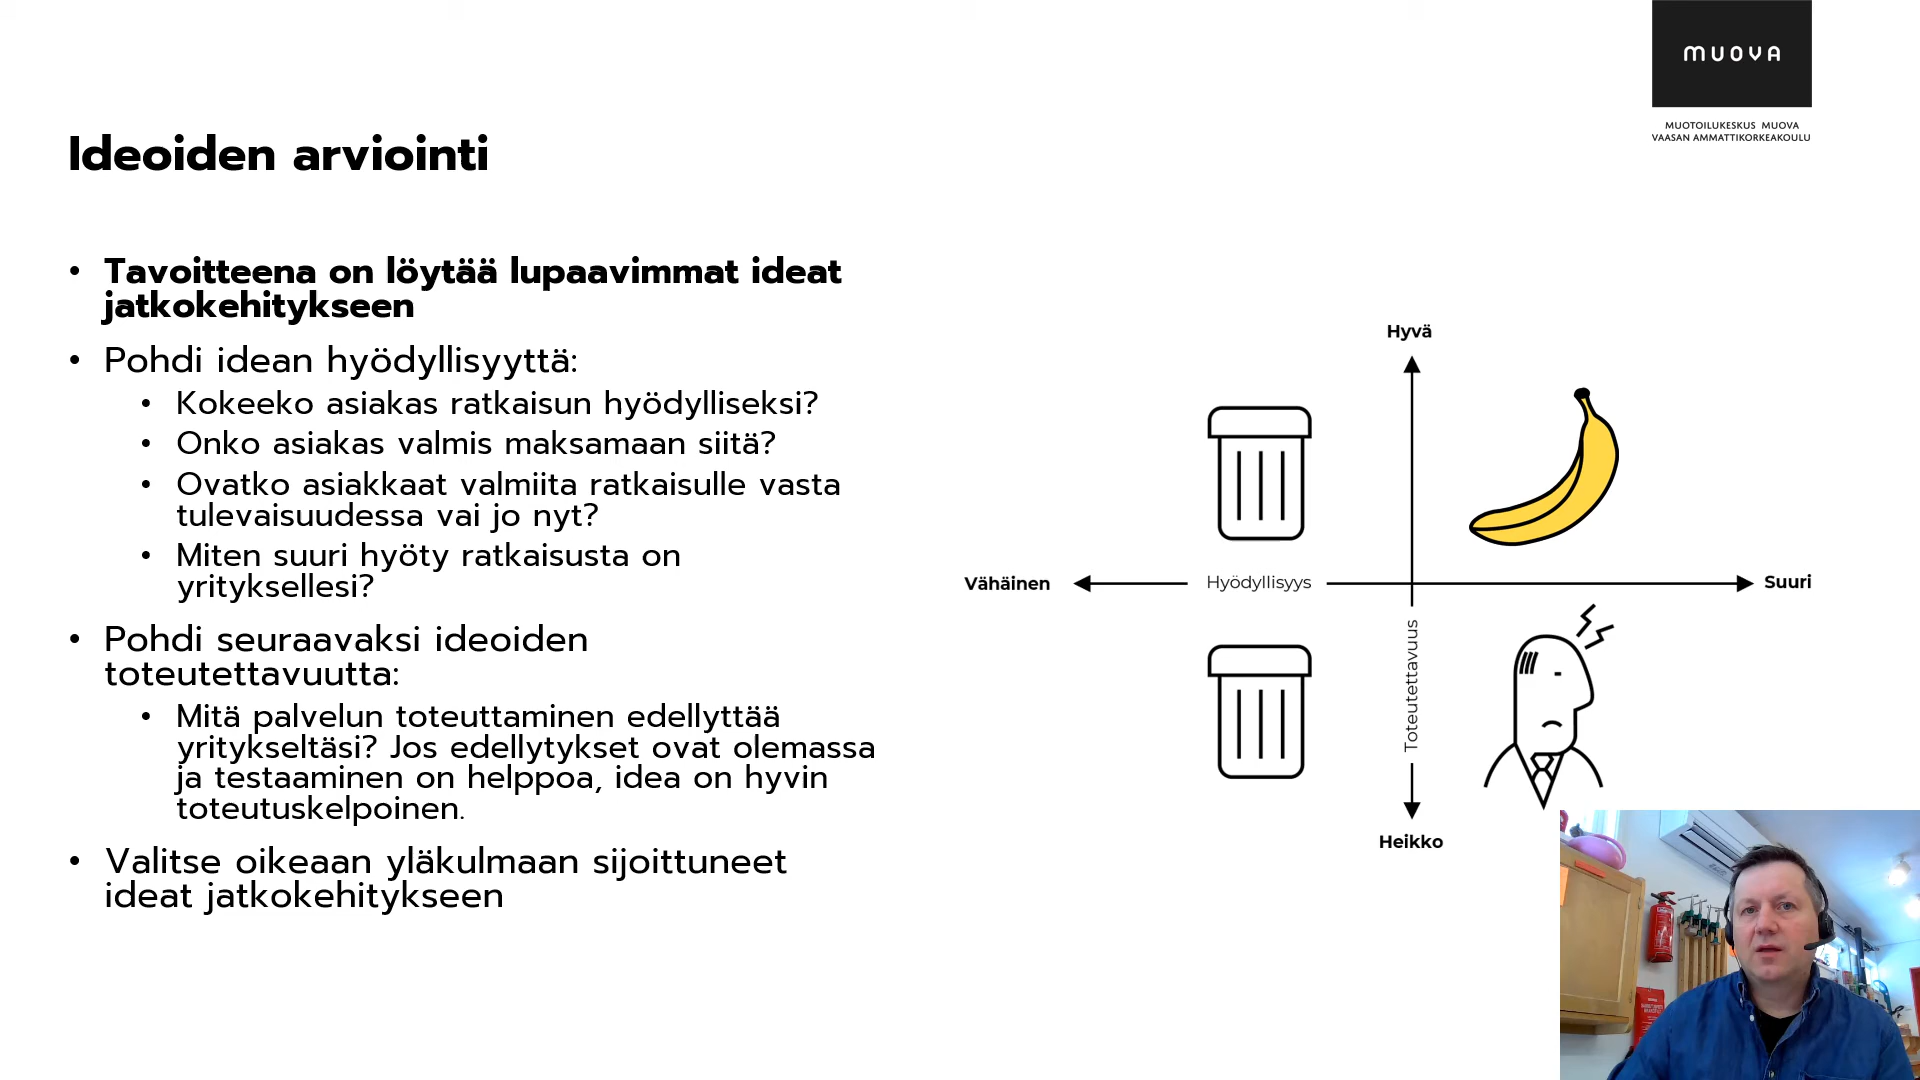 MUOVA
MUOTOILUKESKUS MUOVA
VAASAN AMMATTIKORKEAKOULU
Ideoiden arviointi
• Tavoitteena on löytää lupaavimmat ideat
jatkokehitykseen
• Pohdi idean hyödyllisyyttä:
• Kokeeko asiakas ratkaisun hyödylliseksi?
• Onko asiakas valmis maksamaan siitä?
• Ovatko asiakkaat valmiita ratkaisulle vasta
tulevaisuudessa vai jo nyt?
• Miten suuri hyöty ratkaisusta on
yrityksellesi?
• Pohdi seuraavaksi ideoiden
toteutettavuutta:
• Mitä palvelun toteuttaminen edellyttää
yritykseltäsi? Jos edellytykset ovat olemassa
ja testaaminen on helppoa, idea on hyvin
toteutuskelpoinen.
• Valitse oikeaan yläkulmaan sijoittuneet
ideat jatkokehitykseen
Hyvä
Vähäinen
Hyödyllisyys
Suuri
Toteutettavuus
Heikko